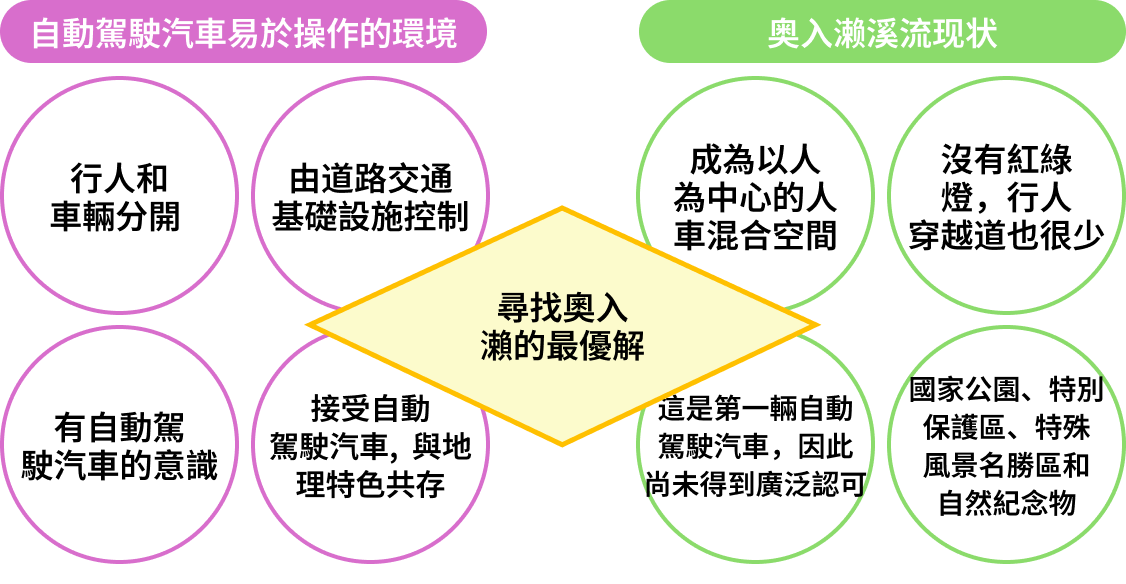 自動駕駛汽車易於操作的環境
行人和
車輛分開
由道路交通
基礎設施控制
有自動駕
駛汽車的意識
接受自動
駕駛汽車，與地
理特色共存
尋找奧入
瀨的最優解
奥入濑溪流现状
成為以人
為中心的人
車混合空間
沒有紅綠
燈，行人
穿越道也很少
這是第一輛自動
駕駛汽車，因此
尚未得到廣泛認可
國家公園、特別
保護區、特殊
風景名勝區和
自然紀念物